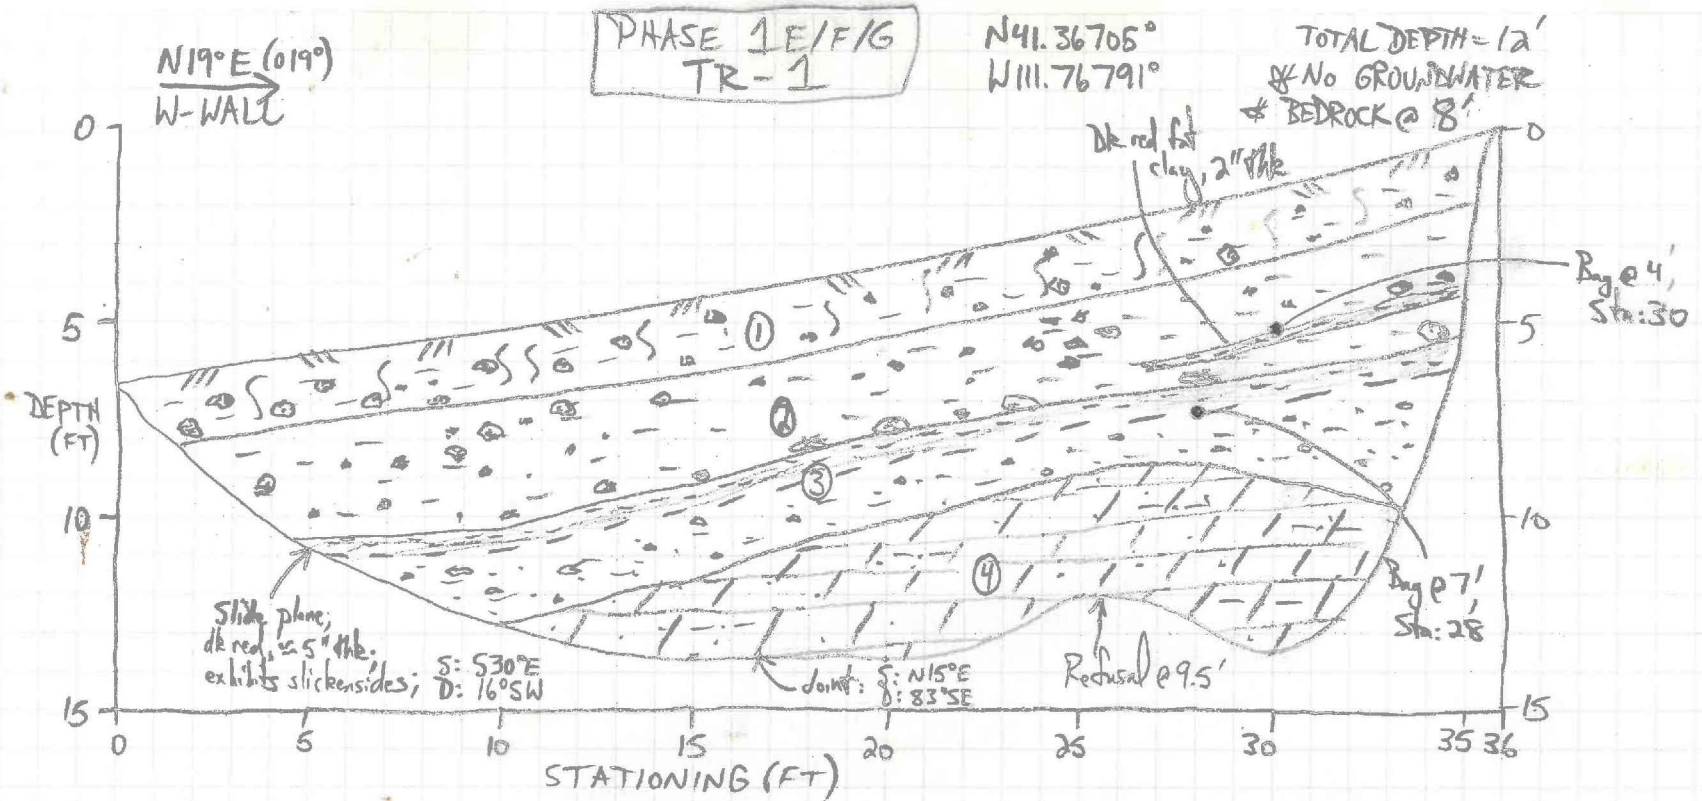 PHASE 1E/F/G
TR-1
N19°E (019°)
W-WALL
N41.36705°
W111.76791°
TOTAL DEPTH = 12'
* NO GROUNDWATER
* BEDROCK @ 8'
Dk red fat
clay, 2" thk
Bag @ 4',
Sta: 30
0
5
10
15
DEPTH
(FT)
0
5
10
15
1
2
3
4
Slide plane;
dk red, ≈5" thk.
exhibits slickensides; S: S30°E
D: 16°SW
Joint: S: N15°E
D: 83°SE
Refusal @ 9.5'
Bag @ 7',
Sta: 28
0 5 10 15 20 25 30 35 36
STATIONING (FT)